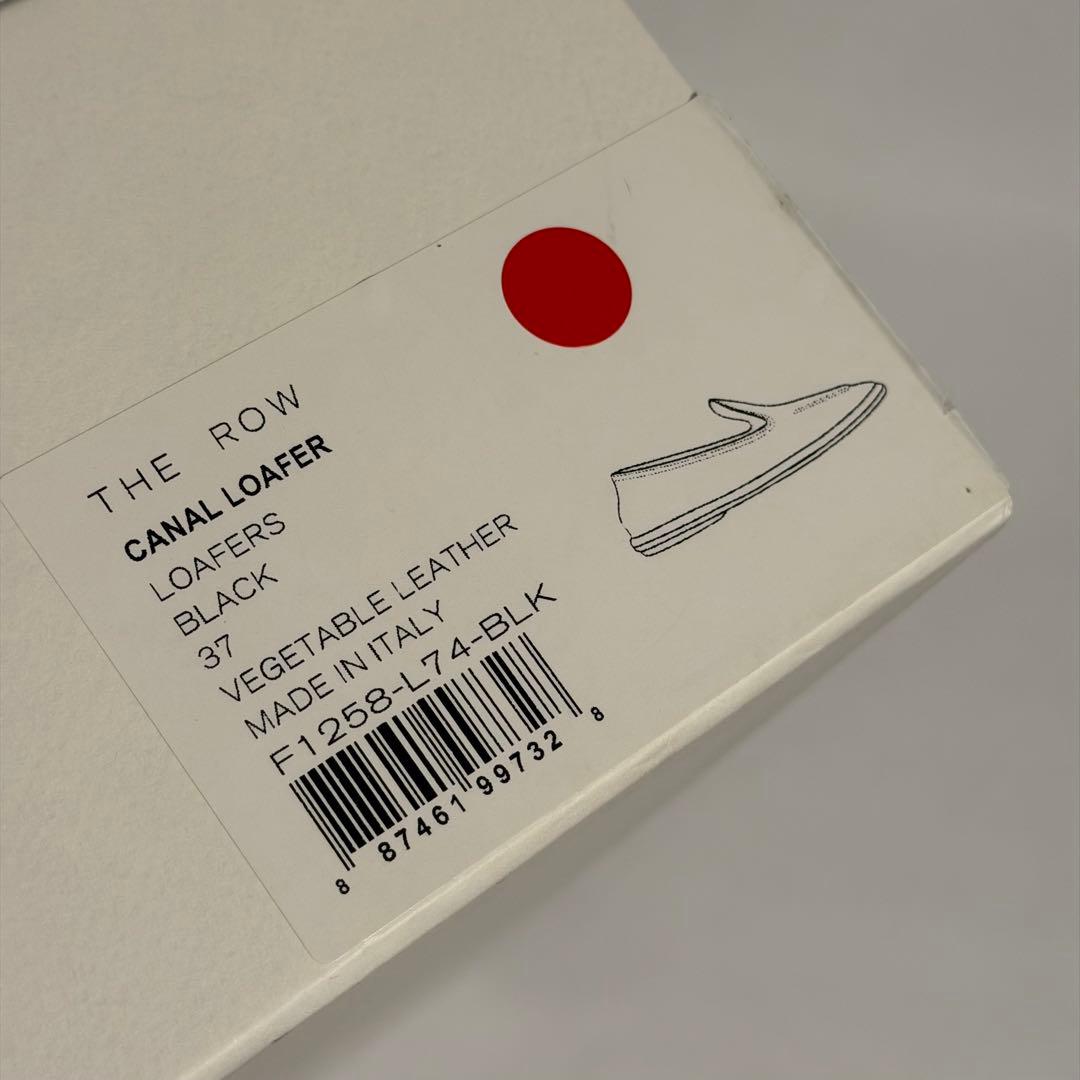 THE ROW
CANAL LOAFER
LOAFERS
BLACK
37
VEGETABLE LEATHER
MADE IN ITALY
F1258-L74-BLK
8 87461 99732 8